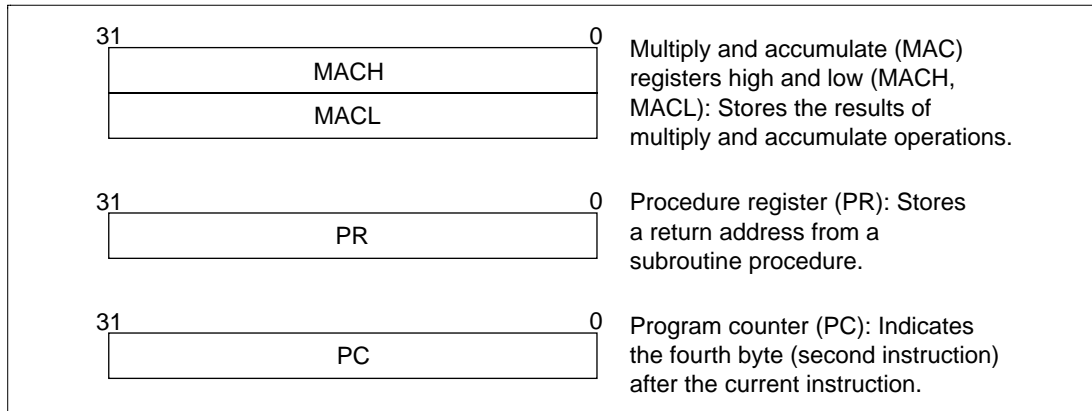 31 0
MACH
MACL
Multiply and accumulate (MAC)
registers high and low (MACH,
MACL): Stores the results of
multiply and accumulate operations.
31 0
PR
Procedure register (PR): Stores
a return address from a
subroutine procedure.
31 0
PC
Program counter (PC): Indicates
the fourth byte (second instruction)
after the current instruction.